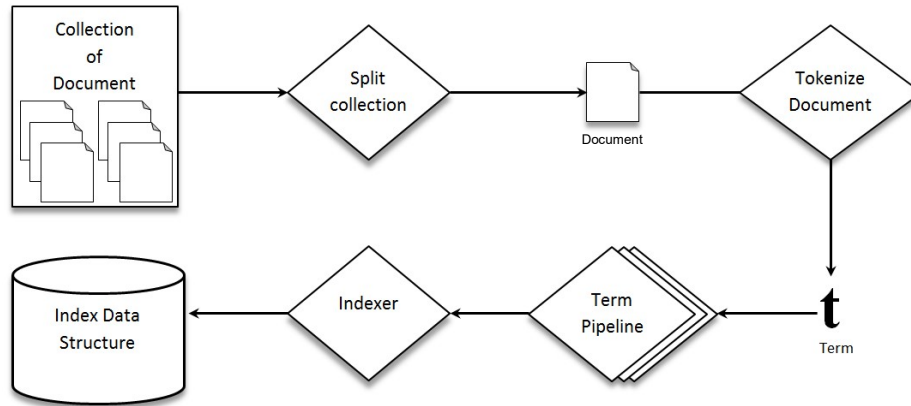 Collection
of
Document
Split
collection
Document
Tokenize
Document
t
Term
Term
Pipeline
Indexer
Index Data
Structure